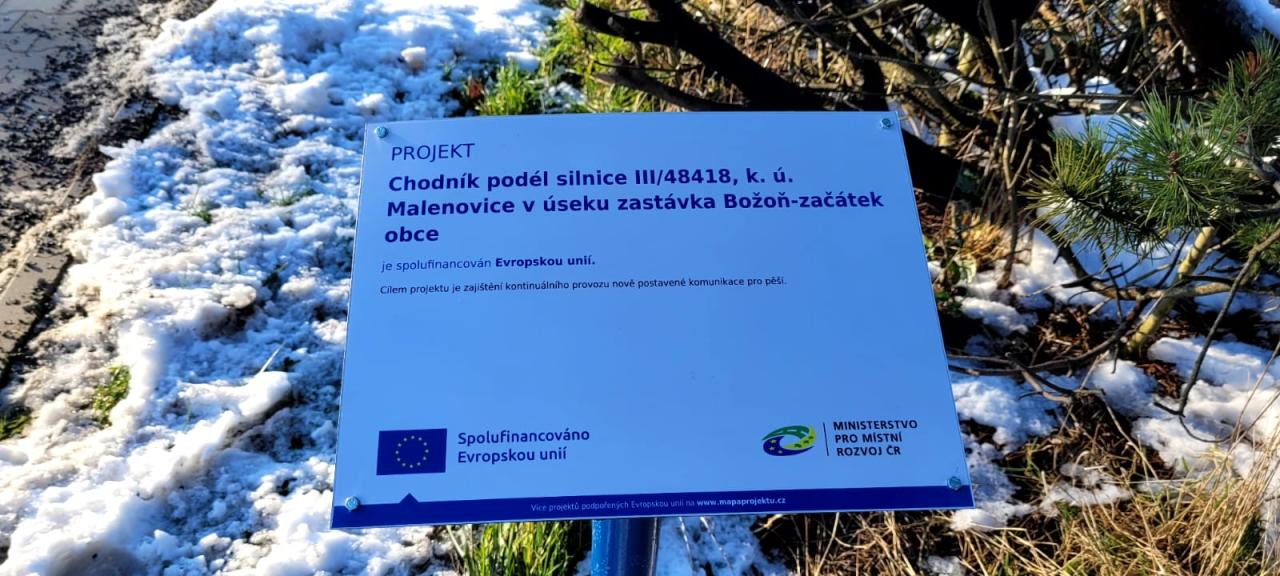 PROJEKT
Chodník podél silnice III/48418, k. ú.
Malenovice v úseku zastávka Božoň-začátek
obce
je spolufinancován Evropskou unií.
Cílem projektu je zajištění kontinuálního provozu nově postavené komunikace pro pěší.
Spolufinancováno
Evropskou unií
MINISTERSTVO
PRO MÍSTNÍ
ROZVOJ ČR
Více projektů podpořených Evropskou unií na www.mapaprojektu.cz